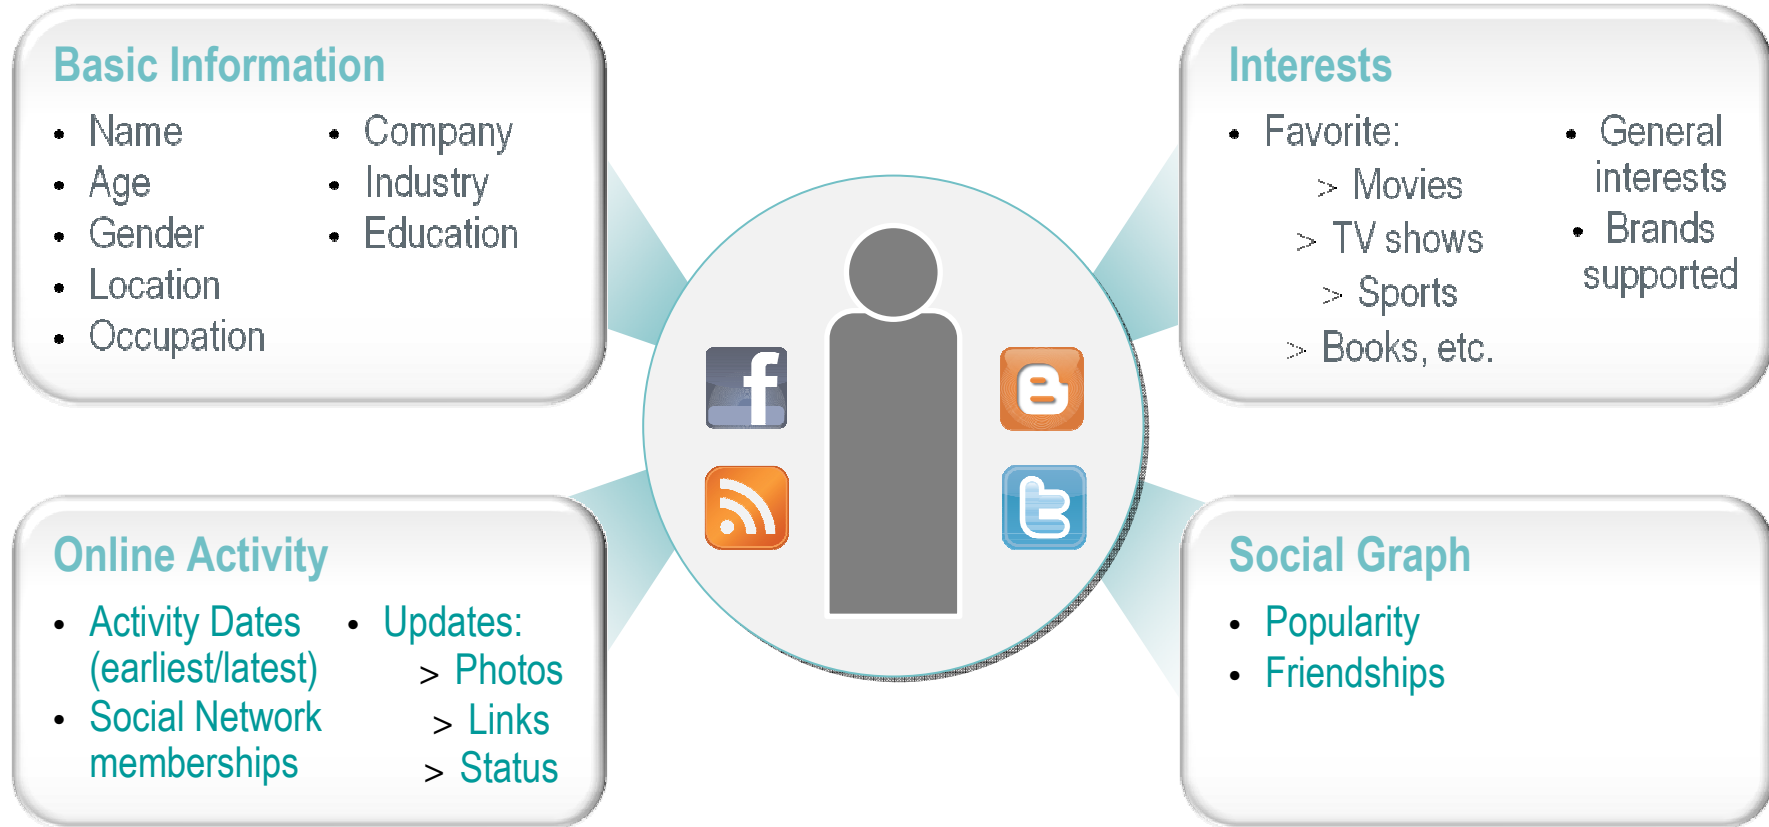 Basic Information
• Name
• Age
• Gender
• Location
• Occupation
• Company
• Industry
• Education
Interests
• Favorite:
> Movies
> TV shows
> Sports
> Books, etc.
• General
interests
• Brands
supported
f
B
t
Online Activity
• Activity Dates
(earliest/latest)
• Social Network
memberships
• Updates:
> Photos
> Links
> Status
Social Graph
• Popularity
• Friendships